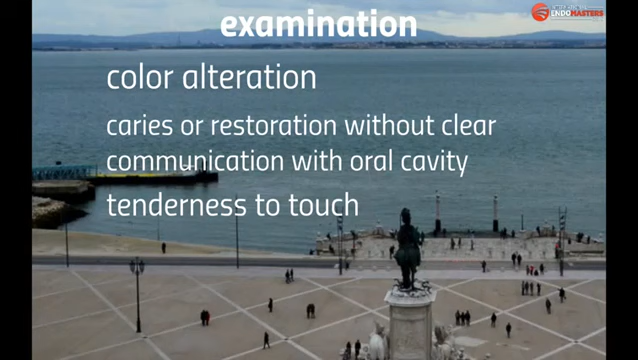 examination
ENDOMASTERS
color alteration
caries or restoration without clear
communication with oral cavity
tenderness to touch